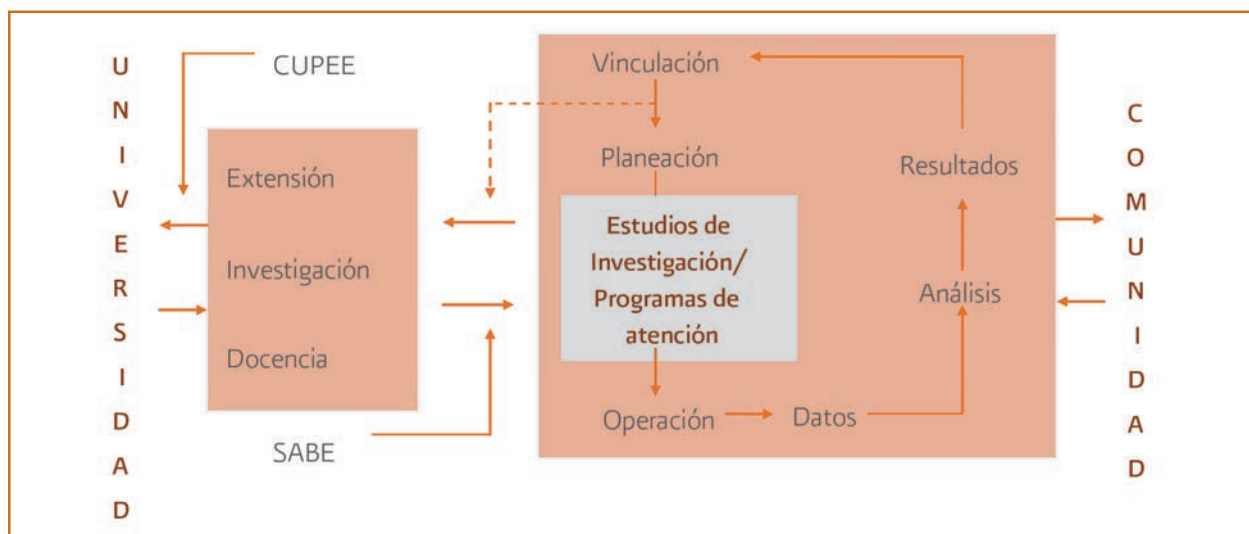 UNIVERSIDAD
CUPEE
Extensión
Investigación
Docencia
SABE
Vinculación
Planeación
Estudios de
Investigación/
Programas de
atención
Operación
Datos
Análisis
Resultados
COMUNIDAD